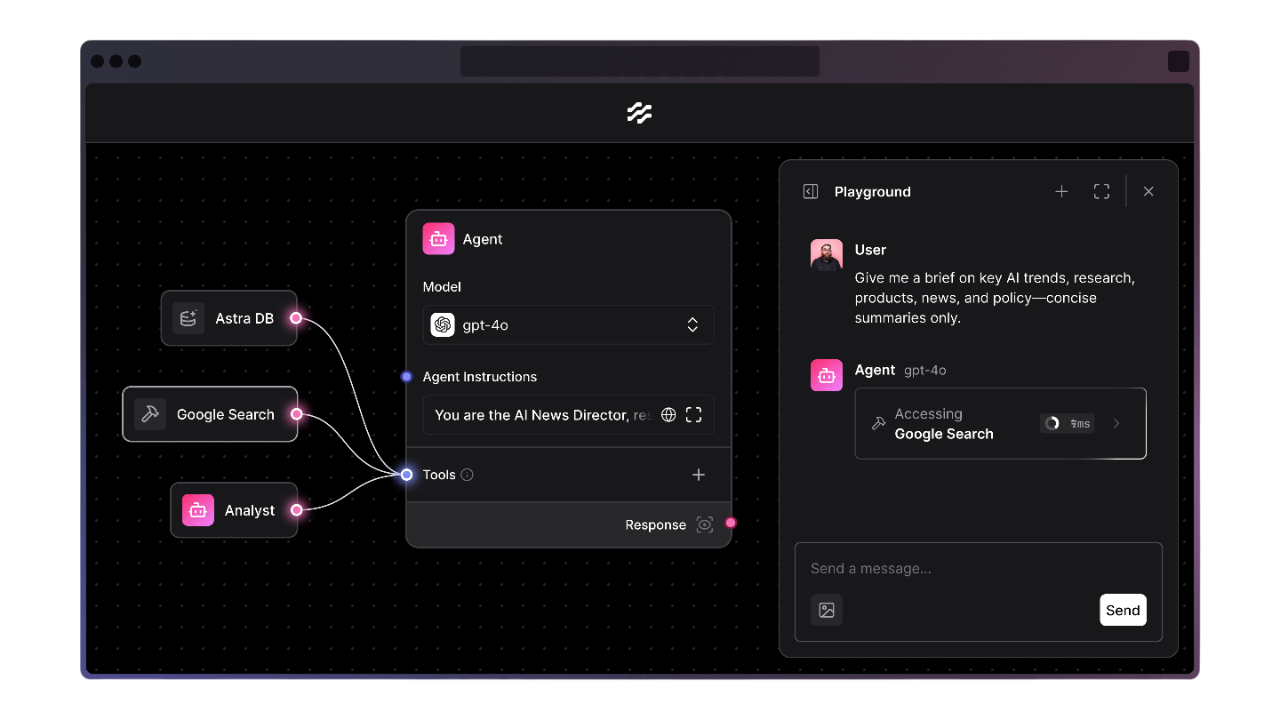 Playground
Agent
User
Model
Give me a brief on key AI trends, research,
products, news, and policy—concise
summaries only.
Astra DB
gpt-4o
Agent gpt-4o
Agent Instructions
Google Search
You are the AI News Director,
Accessing
Google Search
ms
Tools
Analyst
Response
Send a message...
Send